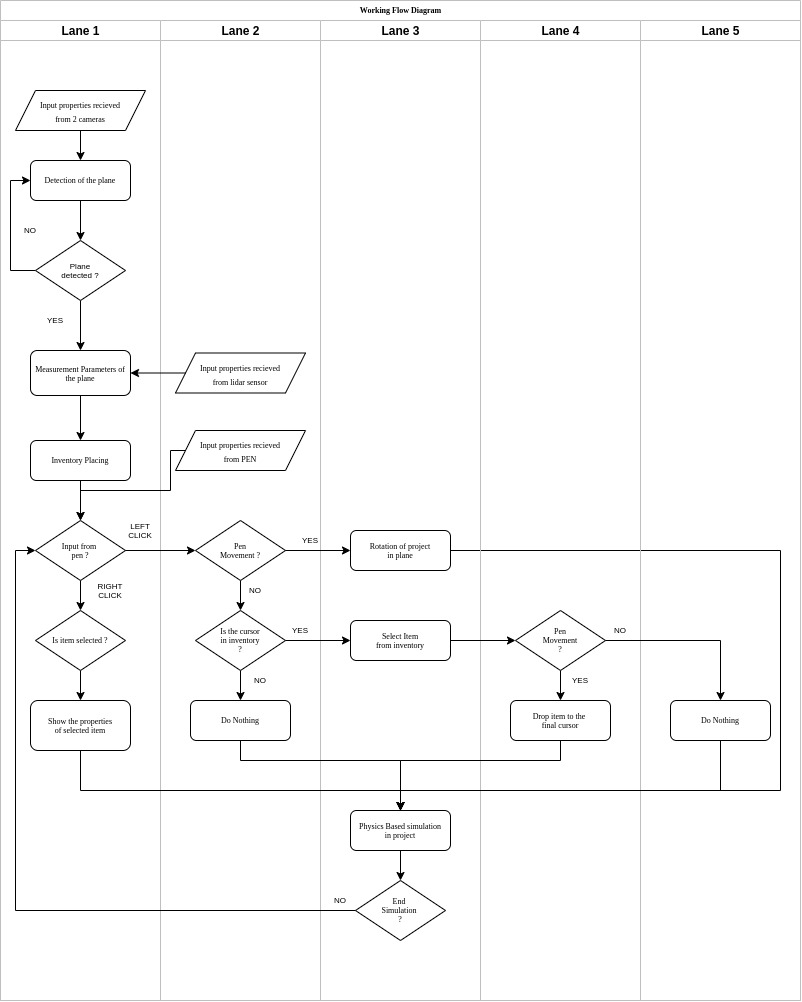 Working Flow Diagram
Lane 1
Lane 2
Lane 3
Lane 4
Lane 5
Input properties recieved
from 2 cameras
Detection of the plane
NO
Plane
detected ?
YES
Measurement Parameters of
the plane
Input properties recieved
from lidar sensor
Inventory Placing
Input properties recieved
from PEN
Input from
pen ?
LEFT
CLICK
Pen
Movement ?
YES
Rotation of project
in plane
RIGHT
CLICK
NO
Is item selected ?
Is the cursor
in inventory
?
YES
Select Item
from inventory
Pen
Movement
?
NO
NO
YES
Show the properties
of selected item
Do Nothing
Drop item to the
final cursor
Do Nothing
Physics Based simulation
in project
NO
End
Simulation
?